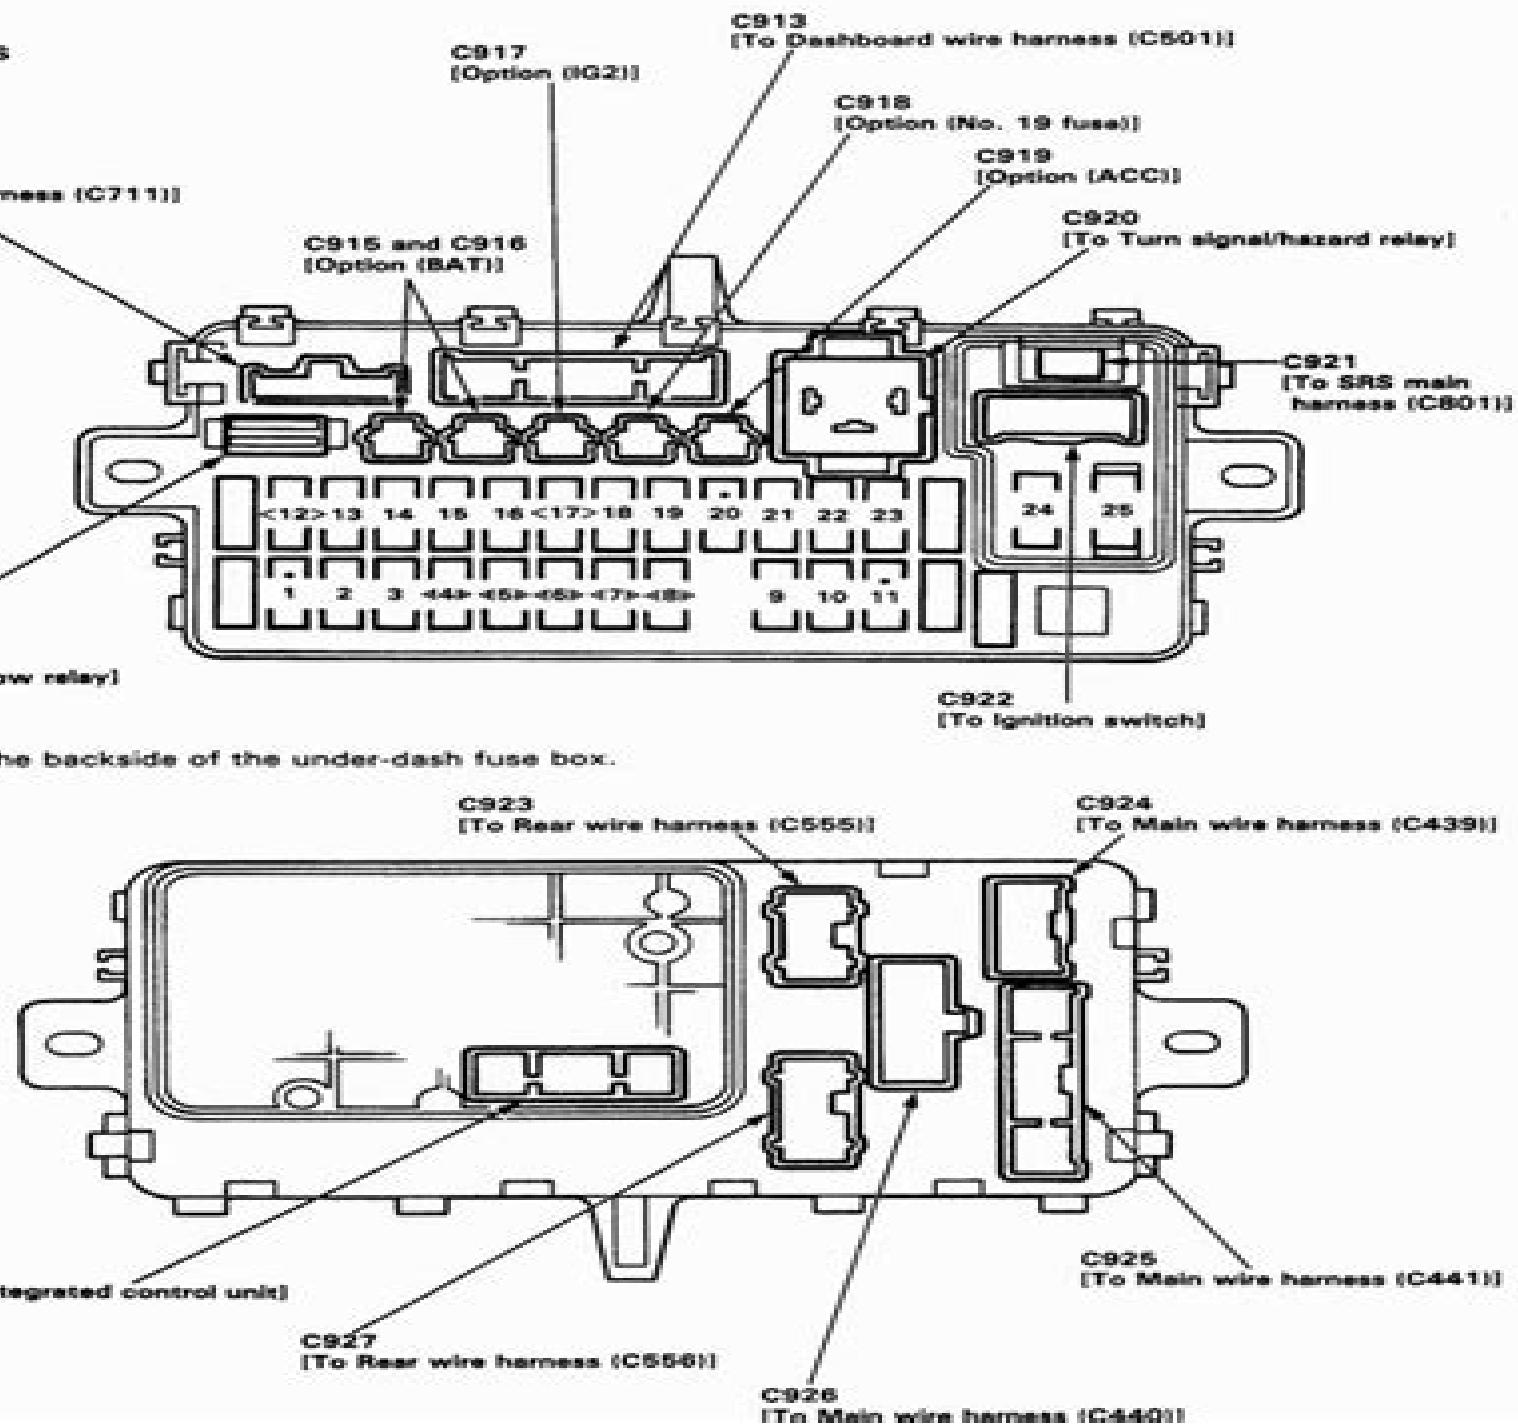 C913
[To Dashboard wire harness (C501)]
S
C917
[Option (IG2)]
C918
[Option (No. 19 fuse)]
C919
[Option (ACC)]
rness (C711)]
C920
[To Turn signal/hazard relay]
C915 and C916
[Option (BAT)]
C921
[To SRS main
harness (C801)]
<12> 13 14 15 16 <17> 18 19 20 21 22 23
24 25
1 2 3 <4> <5> <6> <7> <8> 9 10 11
ow relay]
C922
[To Ignition switch]
he backside of the under-dash fuse box.
C923
[To Rear wire harness (C555)]
C924
[To Main wire harness (C439)]
C925
[To Main wire harness (C441)]
tegrated control unit]
C927
[To Rear wire harness (C556)]
C926
[To Main wire harness (C440)]